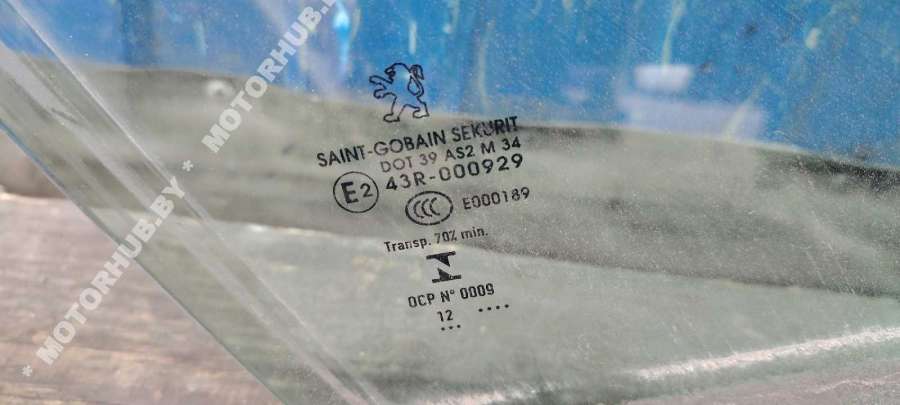 SAINT-GOBAIN SEKURIT
DOT 39 AS2 M 34
E2 43R-000929
CCC E000189
Transp. 70% min.
OCP N° 0009
12 ....
...
* MOTORHUB.BY * MOTORHUB.BY